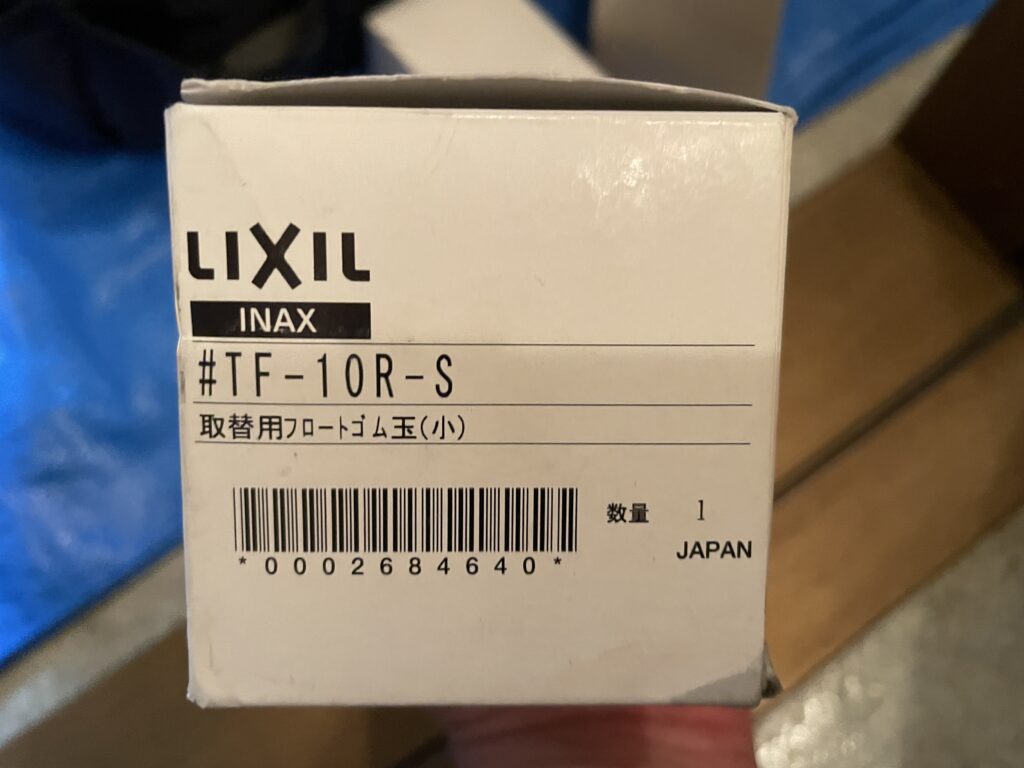 LIXIL
INAX
#TF-10R-S
取替用ﾌﾛｰﾄｺﾞﾑ玉(小)
*0002684640*
数量 1
JAPAN